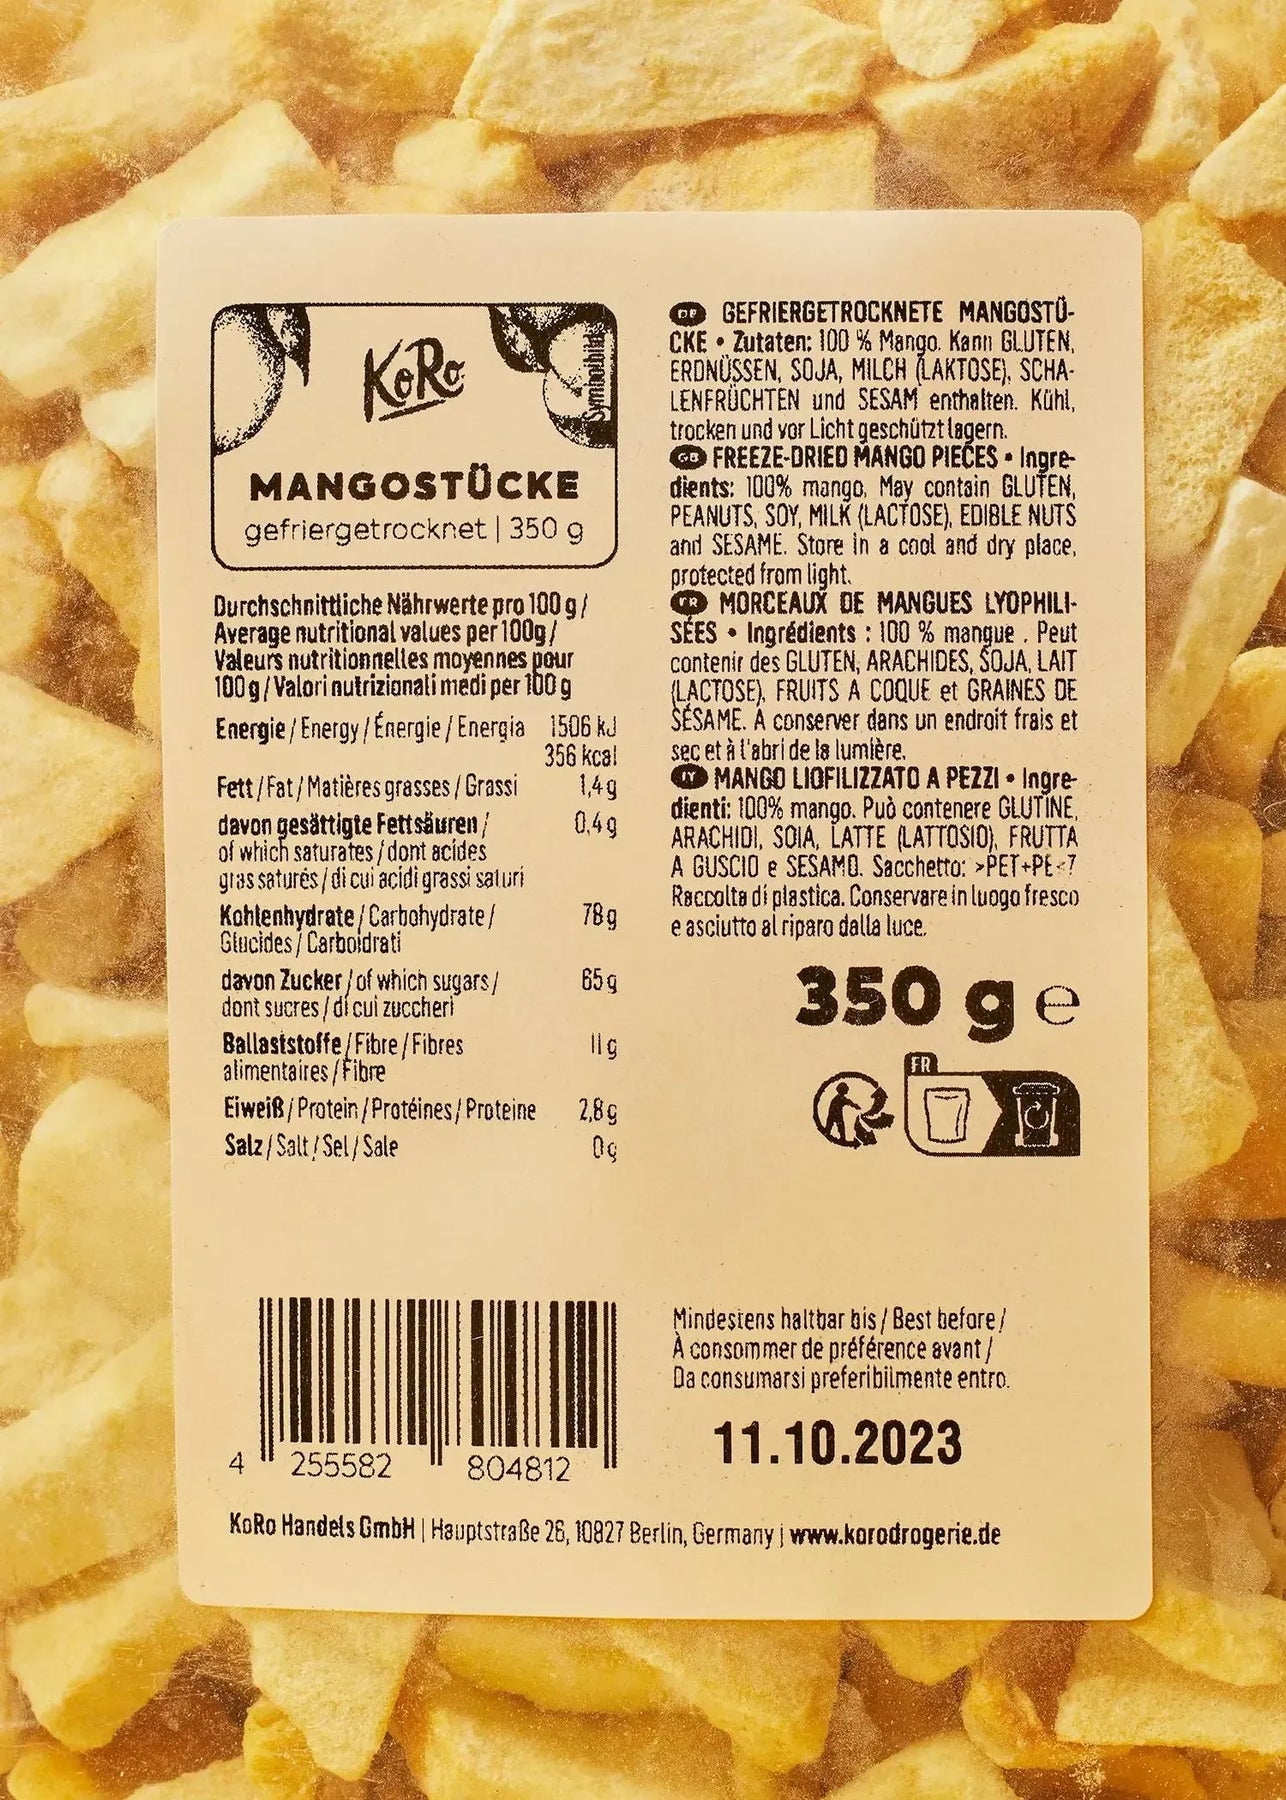 KoRo
Symbolbild
MANGOSTÜCKE
gefriergetrocknet | 350 g
Durchschnittliche Nährwerte pro 100 g/
Average nutritional values per 100g/
Valeurs nutritionnelles moyennes pour
100 g/Valori nutrizionali medi per 100 g
Energie/Energy/Énergie/Energia 1506 kJ
356 kcal
Fett/Fat/Matières grasses/Grassi 1,4 g
davon gesättigte Fettsäuren/ 0,4 g
of which saturates/dont acides
gras saturés/di cui acidi grassi saturi
Kohlenhydrate/Carbohydrate/ 78 g
Glucides/Carboidrati
davon Zucker/of which sugars/ 65 g
dont sucres/di cui zuccheri
Ballaststoffe/Fibre/Fibres 11 g
alimentaires/Fibre
Eiweiß/Protein/Protéines/Proteine 2,8 g
Salz/Salt/Sel/Sale 0g
DE GEFRIERGETROCKNETE MANGOSTÜ-
CKE • Zutaten: 100 % Mango. Kann GLUTEN,
ERDNÜSSEN, SOJA, MILCH (LAKTOSE), SCHA-
LENFRÜCHTEN und SESAM enthalten. Kühl,
trocken und vor Licht geschützt lagern.
GB FREEZE-DRIED MANGO PIECES • Ingre-
dients: 100% mango. May contain GLUTEN,
PEANUTS, SOY, MILK (LACTOSE), EDIBLE NUTS
and SESAME. Store in a cool and dry place,
protected from light.
FR MORCEAUX DE MANGUES LYOPHILI-
SÉES • Ingrédients : 100 % mangue . Peut
contenir des GLUTEN, ARACHIDES, SOJA, LAIT
(LACTOSE), FRUITS A COQUE et GRAINES DE
SÉSAME. À conserver dans un endroit frais et
sec et à l'abri de la lumière.
IT MANGO LIOFILIZZATO A PEZZI • Ingre-
dienti: 100% mango. Può contenere GLUTINE,
ARACHIDI, SOIA, LATTE (LATTOSIO), FRUTTA
A GUSCIO e SESAMO. Sacchetto: >PET+PE<7
Raccolta di plastica. Conservare in luogo fresco
e asciutto al riparo dalla luce.
350 g e
FR
4 255582 804812
Mindestens haltbar bis/Best before/
À consommer de préférence avant/
Da consumarsi preferibilmente entro.
11.10.2023
KoRo Handels GmbH | Hauptstraße 26, 10827 Berlin, Germany | www.korodrogerie.de